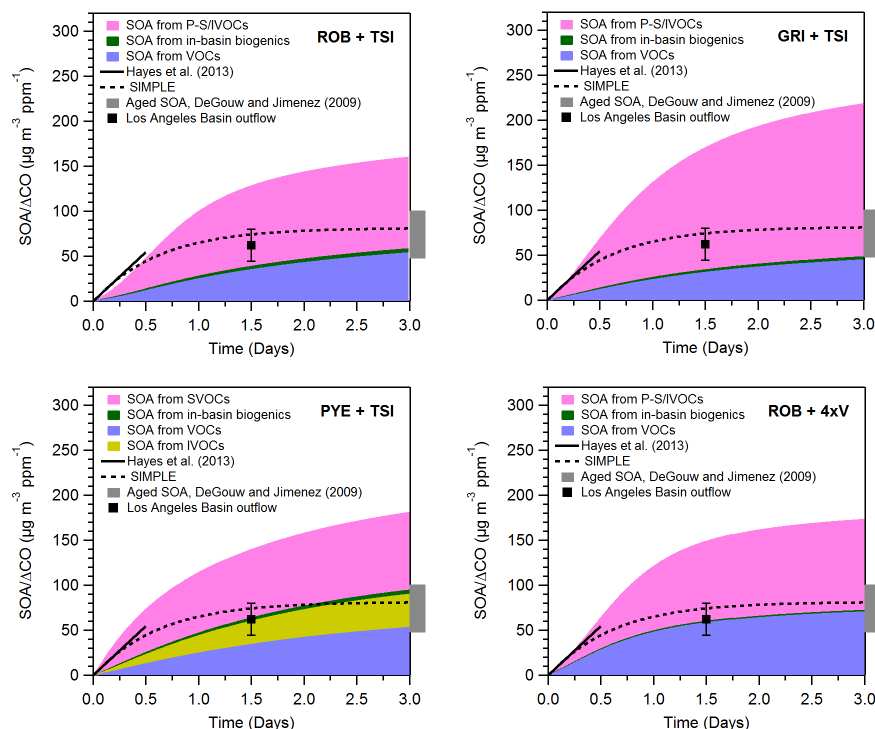 SOA/ΔCO (µg m⁻³ ppm⁻¹)
300
250
200
150
100
50
0
SOA from P-S/IVOCs
SOA from in-basin biogenics
SOA from VOCs
Hayes et al. (2013)
SIMPLE
Aged SOA, DeGouw and Jimenez (2009)
Los Angeles Basin outflow
ROB + TSI
0.0 0.5 1.0 1.5 2.0 2.5 3.0
Time (Days)
SOA/ΔCO (µg m⁻³ ppm⁻¹)
300
250
200
150
100
50
0
SOA from P-S/IVOCs
SOA from in-basin biogenics
SOA from VOCs
Hayes et al. (2013)
SIMPLE
Aged SOA, DeGouw and Jimenez (2009)
Los Angeles Basin outflow
GRI + TSI
0.0 0.5 1.0 1.5 2.0 2.5 3.0
Time (Days)
SOA/ΔCO (µg m⁻³ ppm⁻¹)
300
250
200
150
100
50
0
SOA from SVOCs
SOA from in-basin biogenics
SOA from VOCs
SOA from IVOCs
Hayes et al. (2013)
SIMPLE
Aged SOA, DeGouw and Jimenez (2009)
Los Angeles Basin outflow
PYE + TSI
0.0 0.5 1.0 1.5 2.0 2.5 3.0
Time (Days)
SOA/ΔCO (µg m⁻³ ppm⁻¹)
300
250
200
150
100
50
0
SOA from P-S/IVOCs
SOA from in-basin biogenics
SOA from VOCs
Hayes et al. (2013)
SIMPLE
Aged SOA, DeGouw and Jimenez (2009)
Los Angeles Basin outflow
ROB + 4xV
0.0 0.5 1.0 1.5 2.0 2.5 3.0
Time (Days)